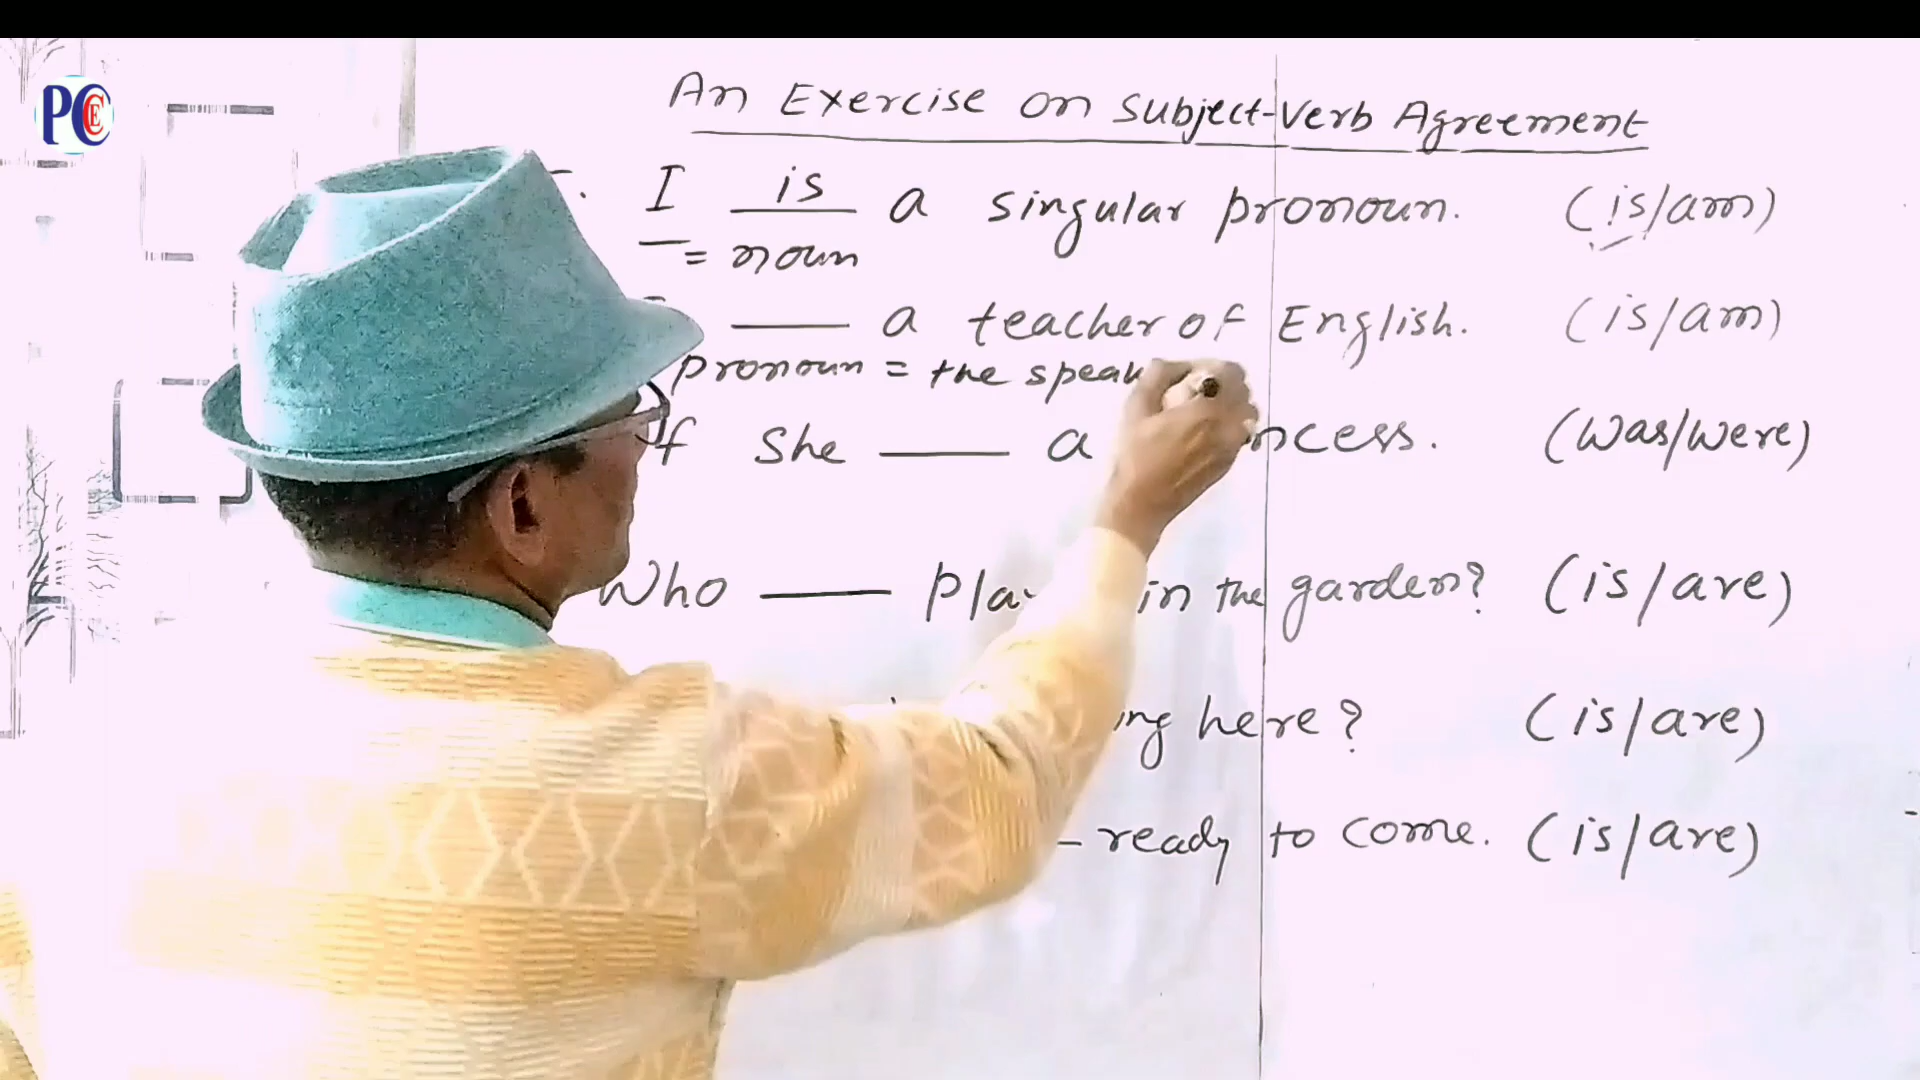 PCCE
An Exercise on Subject-Verb Agreement
I is a singular pronoun. (is/am)
= noun
a teacher of English. (is/am)
pronoun = the speak
she a (was/were)
Who in the garden? (is/are)
here? (is/are)
ready to come. (is/are)